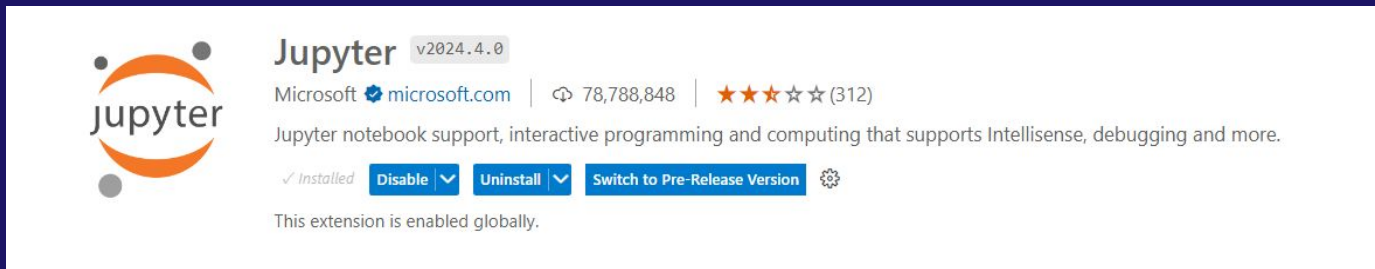 jupyter
Jupyter v2024.4.0
Microsoft microsoft.com 78,788,848 (312)
Jupyter notebook support, interactive programming and computing that supports Intellisense, debugging and more.
✓ Installed Disable Uninstall Switch to Pre-Release Version
This extension is enabled globally.